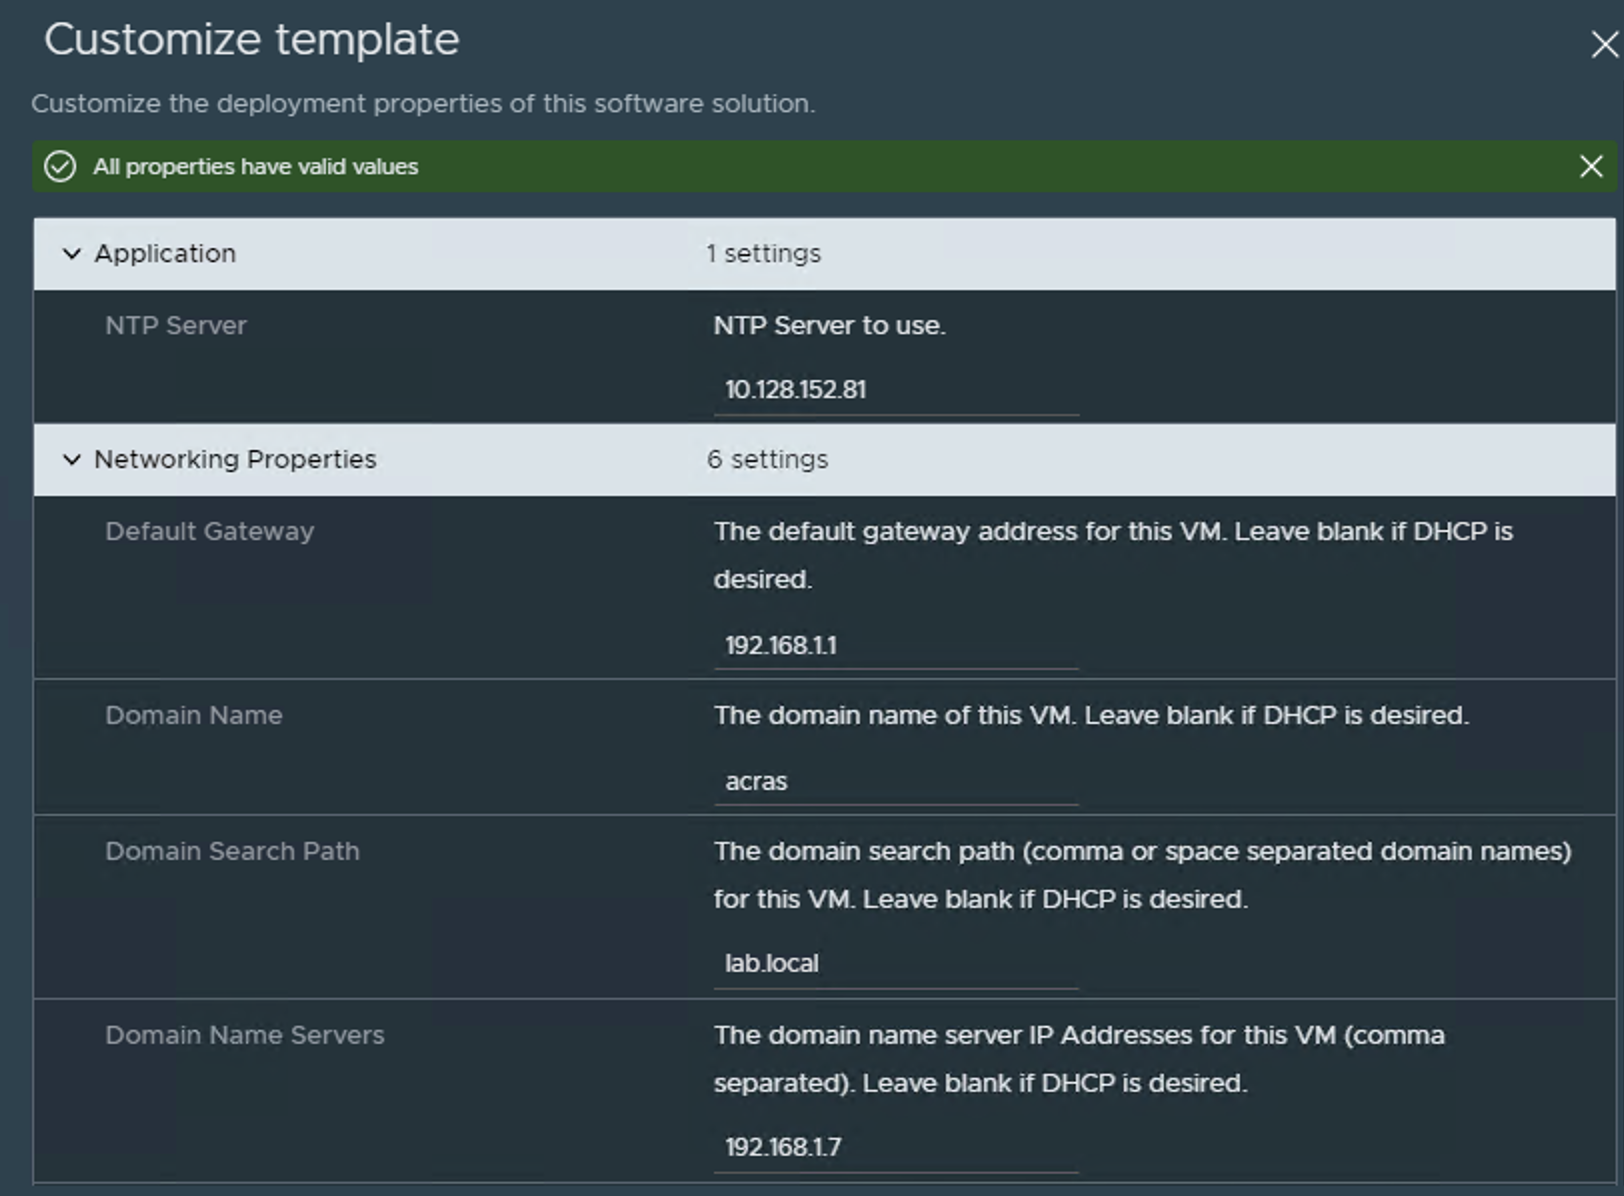 Customize template
Customize the deployment properties of this software solution.
All properties have valid values
Application 1 settings
NTP Server NTP Server to use.
10.128.152.81
Networking Properties 6 settings
Default Gateway The default gateway address for this VM. Leave blank if DHCP is
desired.
192.168.1.1
Domain Name The domain name of this VM. Leave blank if DHCP is desired.
acras
Domain Search Path The domain search path (comma or space separated domain names)
for this VM. Leave blank if DHCP is desired.
lab.local
Domain Name Servers The domain name server IP Addresses for this VM (comma
separated). Leave blank if DHCP is desired.
192.168.1.7